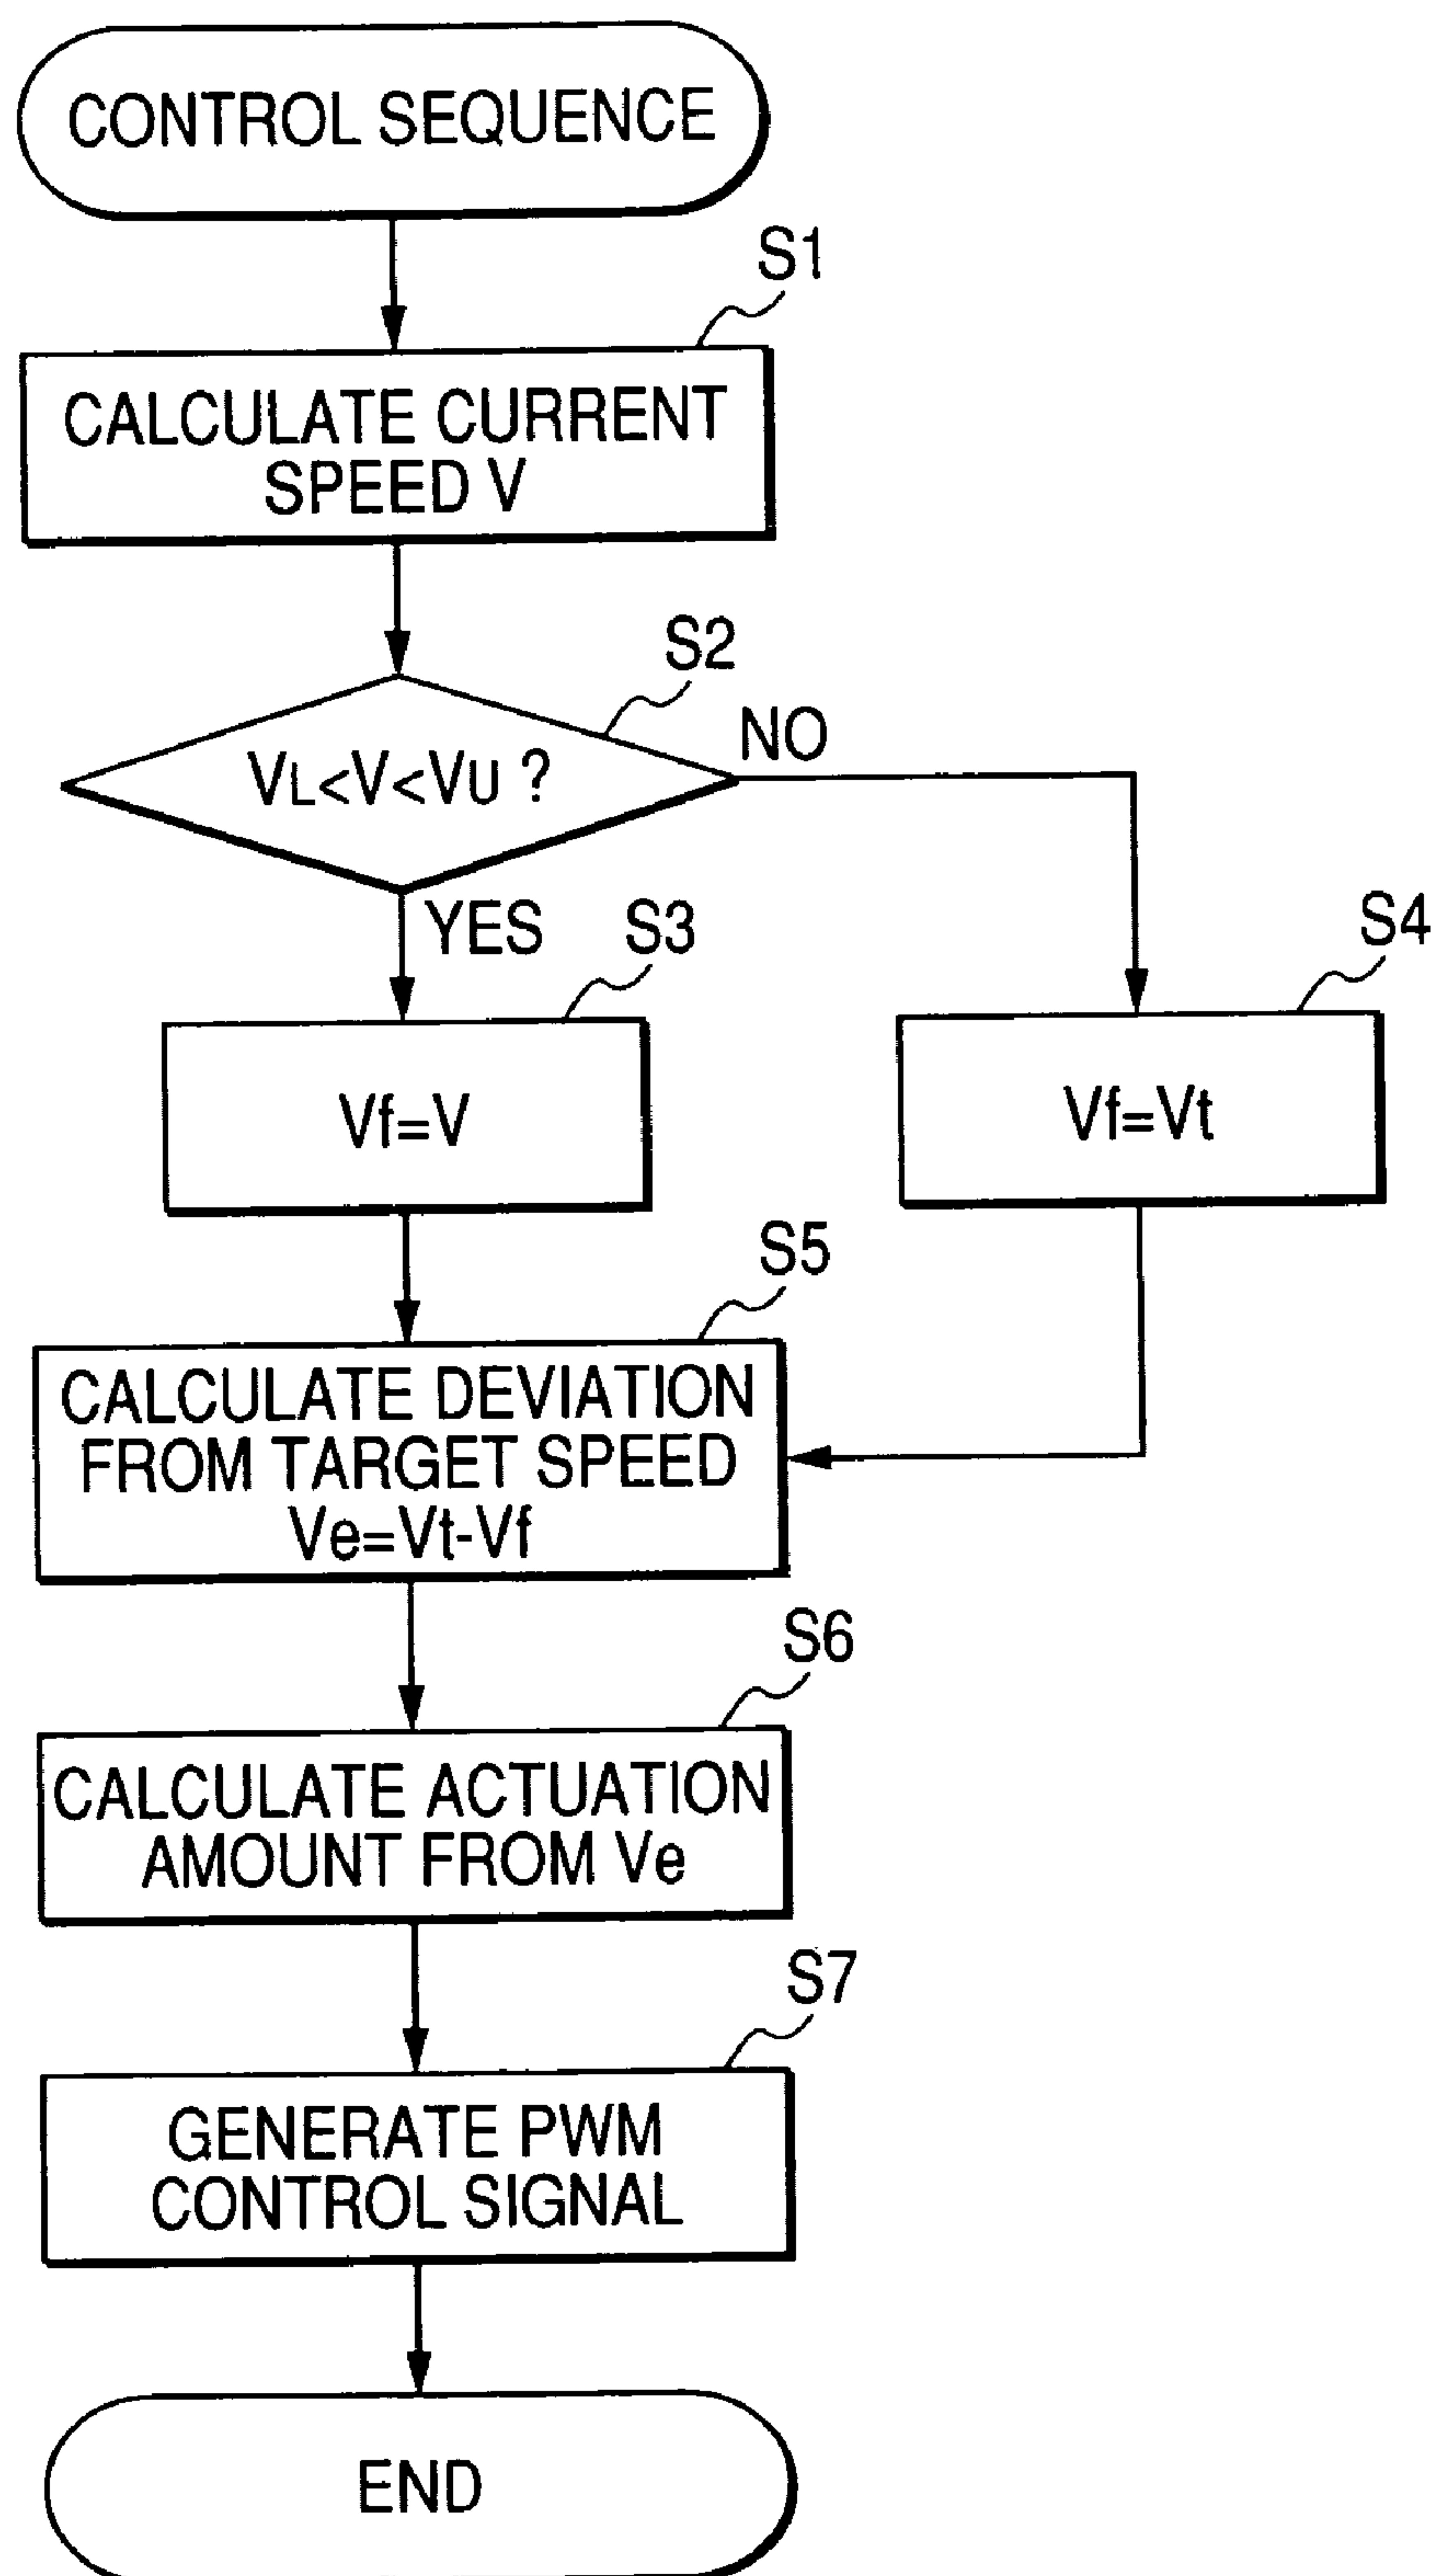 CONTROL SEQUENCE
S1
CALCULATE CURRENT
SPEED V
S2
VL<V<VU ?
NO
YES
S3
Vf=V
S4
Vf=Vt
S5
CALCULATE DEVIATION
FROM TARGET SPEED
Ve=Vt-Vf
S6
CALCULATE ACTUATION
AMOUNT FROM Ve
S7
GENERATE PWM
CONTROL SIGNAL
END